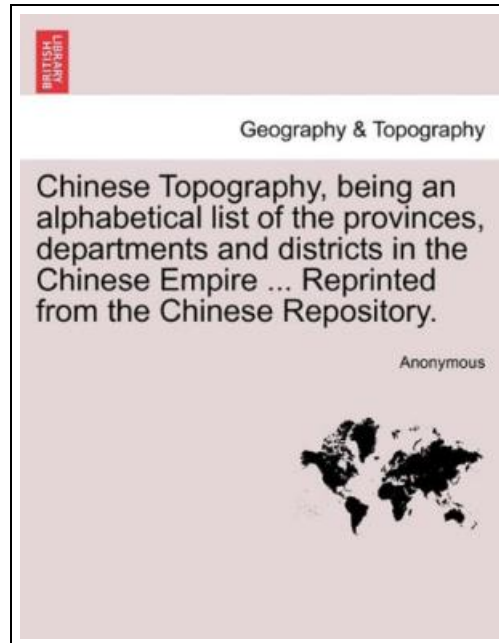 BRITISH
LIBRARY
Geography & Topography
Chinese Topography, being an
alphabetical list of the provinces,
departments and districts in the
Chinese Empire ... Reprinted
from the Chinese Repository.
Anonymous